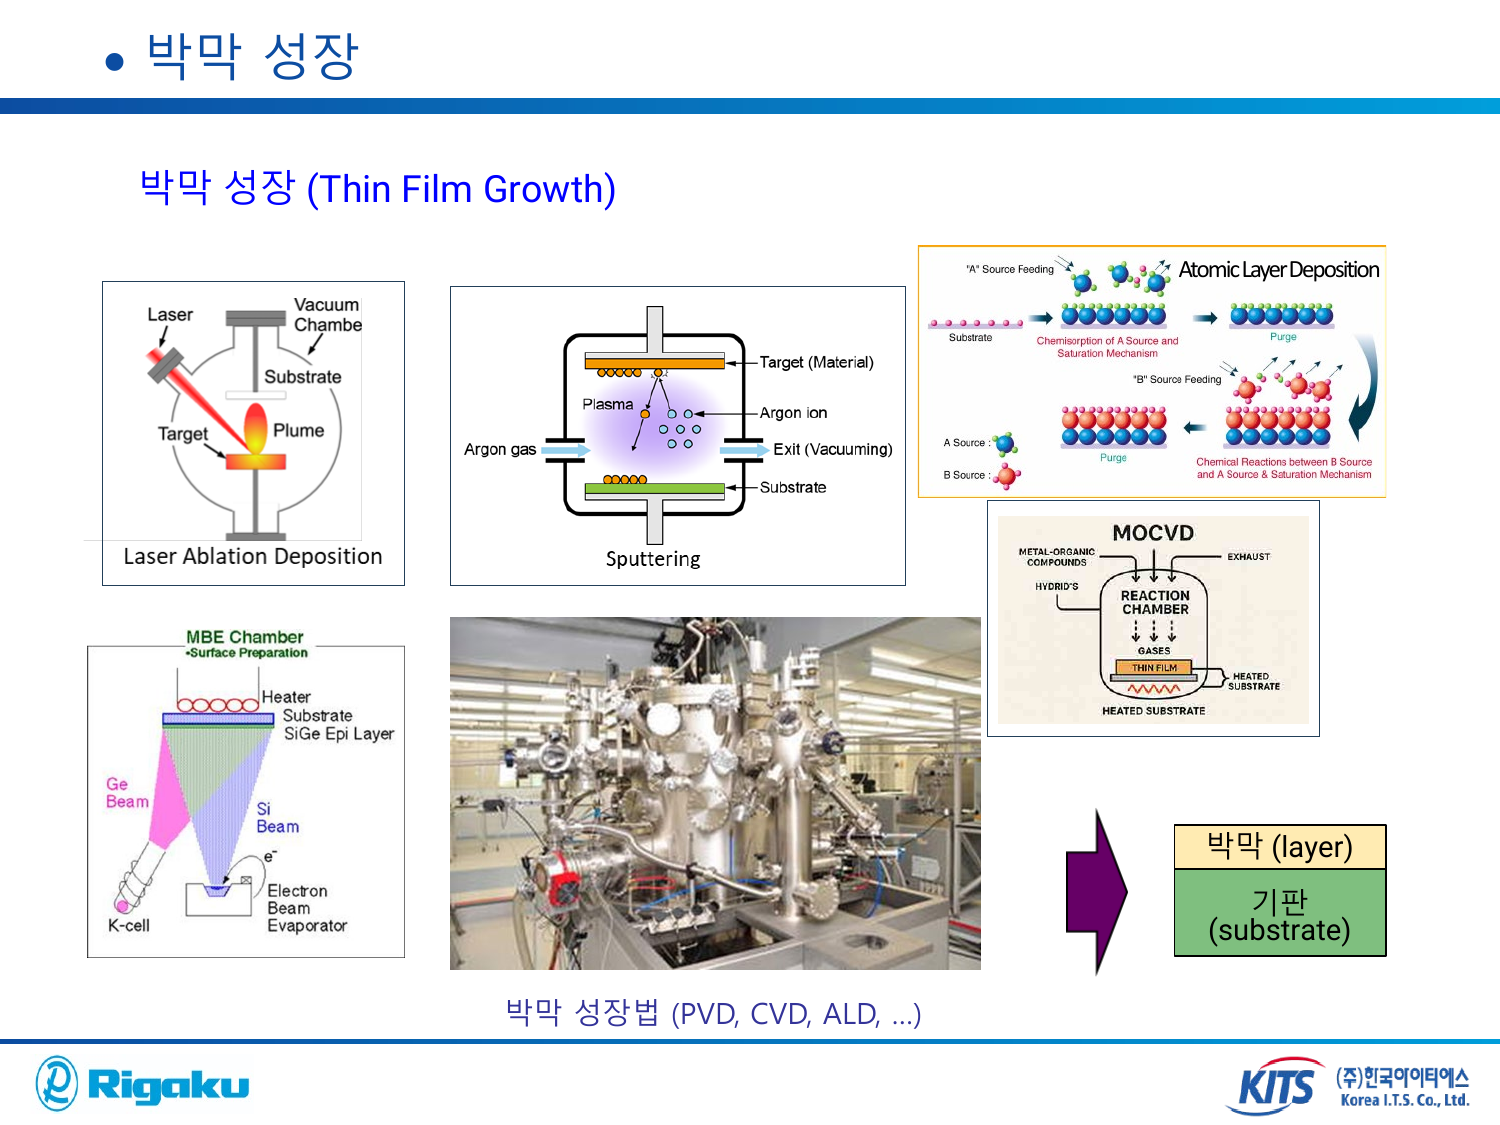 • 박막 성장
박막 성장 (Thin Film Growth)
Laser
Vacuum
Chambe
Substrate
Target
Plume
Laser Ablation Deposition
Target (Material)
Plasma
Argon ion
Argon gas
Exit (Vacuuming)
Substrate
Sputtering
Atomic Layer Deposition
"A" Source Feeding
Substrate
Chemisorption of A Source and
Saturation Mechanism
Purge
"B" Source Feeding
A Source :
B Source :
Purge
Chemical Reactions between B Source
and A Source & Saturation Mechanism
MOCVD
METAL-ORGANIC
COMPOUNDS
EXHAUST
HYDRID'S
REACTION
CHAMBER
GASES
THIN FILM
HEATED
SUBSTRATE
HEATED SUBSTRATE
MBE Chamber
•Surface Preparation
Heater
Substrate
SiGe Epi Layer
Ge
Beam
Si
Beam
e-
Electron
Beam
Evaporator
K-cell
박막 (layer)
기판
(substrate)
박막 성장법 (PVD, CVD, ALD, ...)
Rigaku
KITS
(주)한국아이티에스
Korea I.T.S. Co., Ltd.